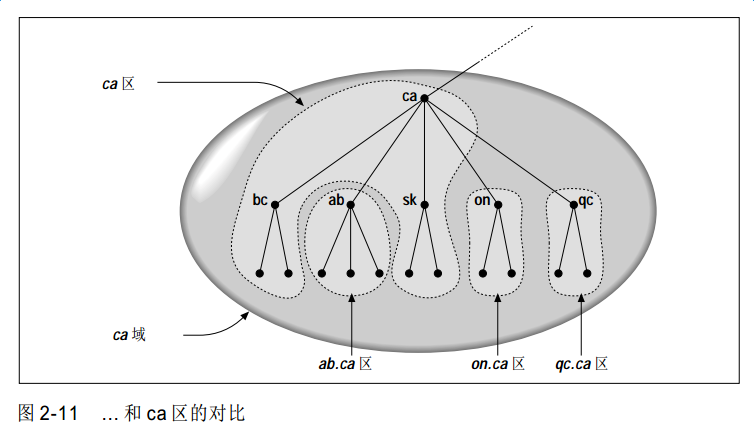 ca 区
ca
bc
ab
sk
on
qc
ca 域
ab.ca 区
on.ca 区
qc.ca 区
图 2-11 … 和 ca 区的对比